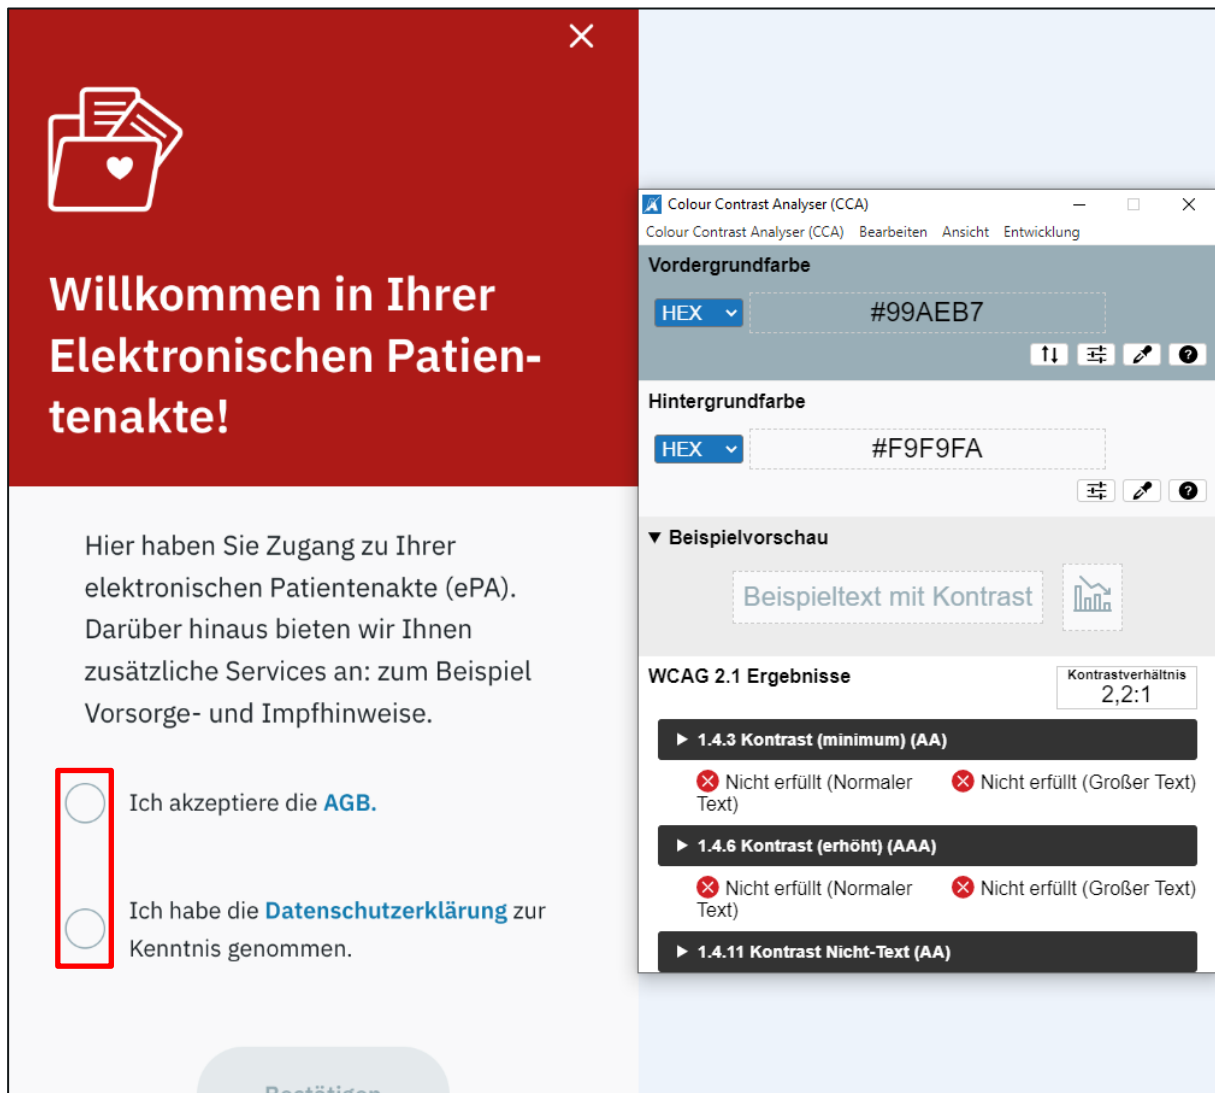 Willkommen in Ihrer
Elektronischen Patien-
tenakte!
Hier haben Sie Zugang zu Ihrer
elektronischen Patientenakte (ePA).
Darüber hinaus bieten wir Ihnen
zusätzliche Services an: zum Beispiel
Vorsorge- und Impfhinweise.
Ich akzeptiere die AGB.
Ich habe die Datenschutzerklärung zur
Kenntnis genommen.
Bestätigen
Colour Contrast Analyser (CCA)
Colour Contrast Analyser (CCA) Bearbeiten Ansicht Entwicklung
Vordergrundfarbe
HEX #99AEB7
Hintergrundfarbe
HEX #F9F9FA
▼ Beispielvorschau
Beispieltext mit Kontrast
WCAG 2.1 Ergebnisse
Kontrastverhältnis
2,2:1
▶ 1.4.3 Kontrast (minimum) (AA)
Nicht erfüllt (Normaler Text)
Nicht erfüllt (Großer Text)
▶ 1.4.6 Kontrast (erhöht) (AAA)
Nicht erfüllt (Normaler Text)
Nicht erfüllt (Großer Text)
▶ 1.4.11 Kontrast Nicht-Text (AA)